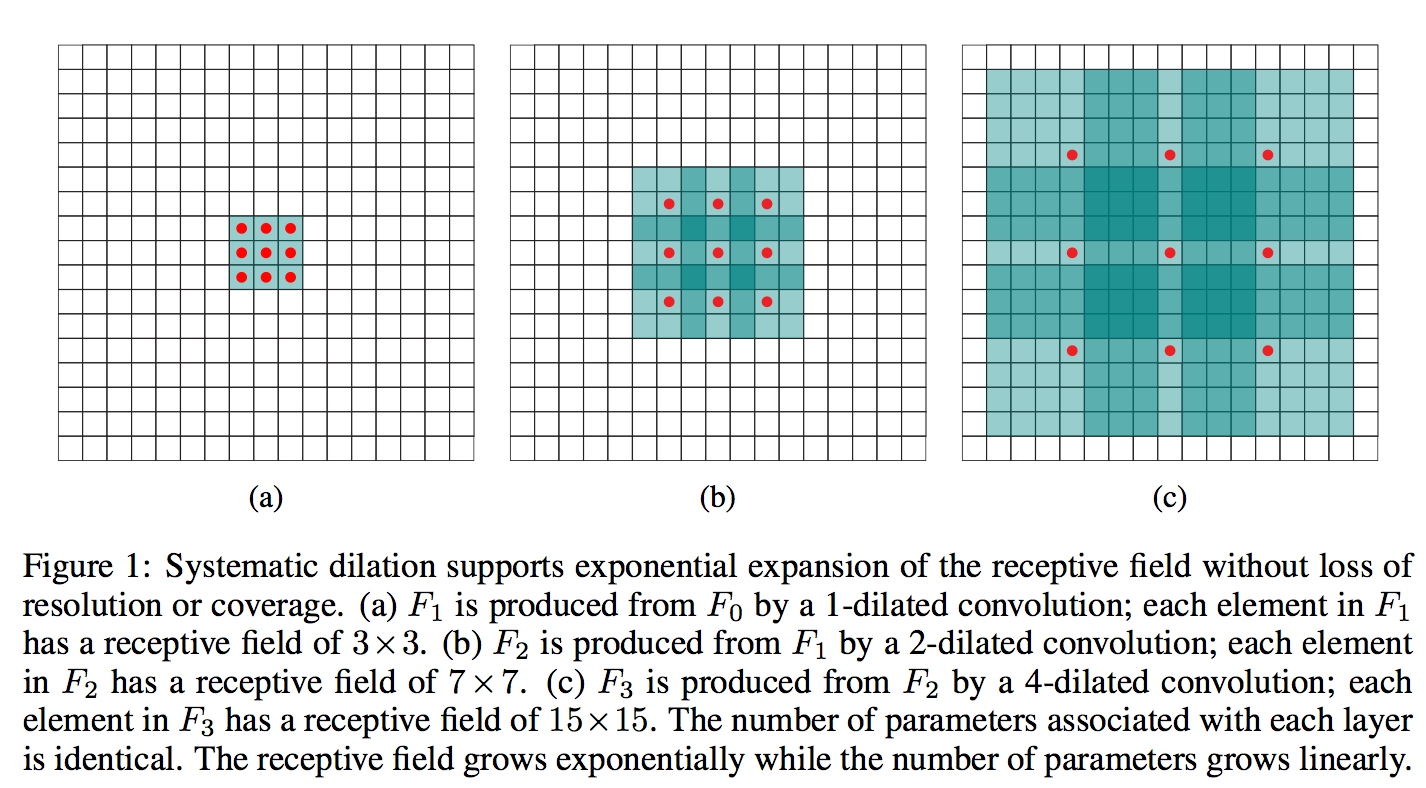 (a) (b) (c)
Figure 1: Systematic dilation supports exponential expansion of the receptive field without loss of
resolution or coverage. (a) F₁ is produced from F₀ by a 1-dilated convolution; each element in F₁
has a receptive field of 3×3. (b) F₂ is produced from F₁ by a 2-dilated convolution; each element
in F₂ has a receptive field of 7×7. (c) F₃ is produced from F₂ by a 4-dilated convolution; each
element in F₃ has a receptive field of 15×15. The number of parameters associated with each layer
is identical. The receptive field grows exponentially while the number of parameters grows linearly.